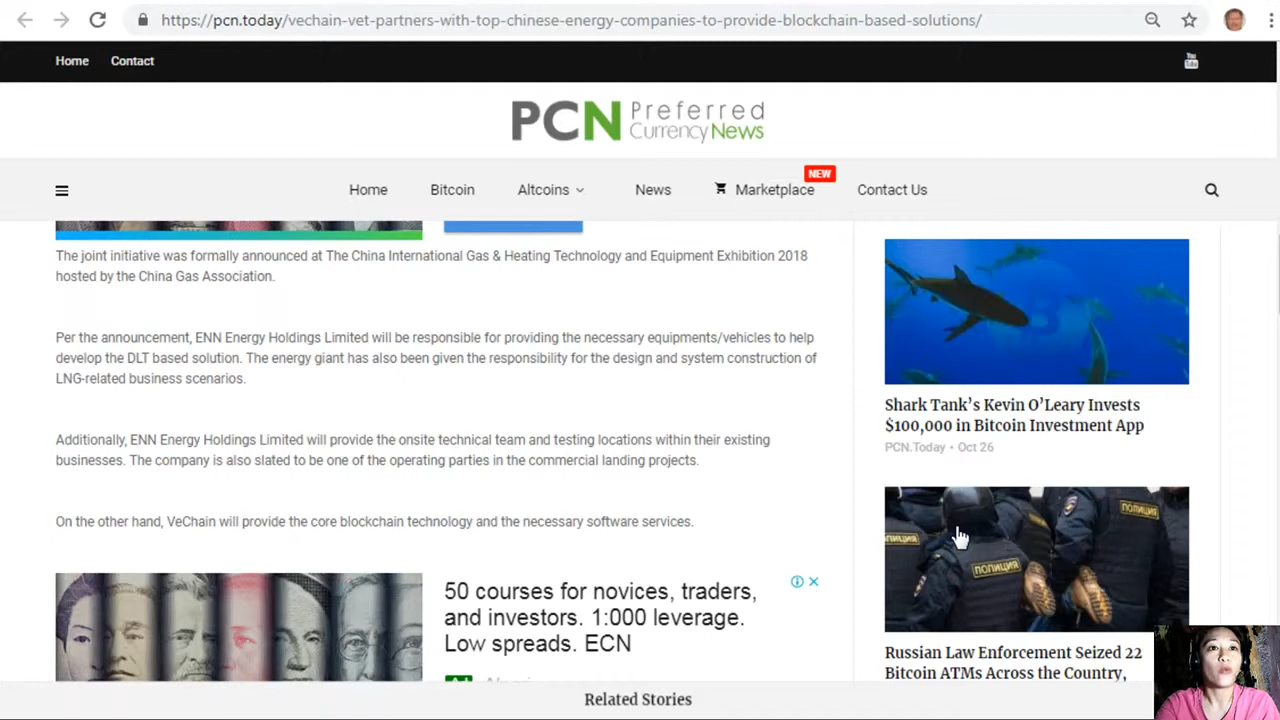 https://pcn.today/vechain-vet-partners-with-top-chinese-energy-companies-to-provide-blockchain-based-solutions/
Home Contact
You
PCN Preferred
CurrencyNews
NEW
Home Bitcoin Altcoins News Marketplace Contact Us
The joint initiative was formally announced at The China International Gas & Heating Technology and Equipment Exhibition 2018
hosted by the China Gas Association.
Per the announcement, ENN Energy Holdings Limited will be responsible for providing the necessary equipments/vehicles to help
develop the DLT based solution. The energy giant has also been given the responsibility for the design and system construction of
LNG-related business scenarios.
Additionally, ENN Energy Holdings Limited will provide the onsite technical team and testing locations within their existing
businesses. The company is also slated to be one of the operating parties in the commercial landing projects.
On the other hand, VeChain will provide the core blockchain technology and the necessary software services.
50 courses for novices, traders,
and investors. 1:000 leverage.
Low spreads. ECN
Shark Tank's Kevin O'Leary Invests
$100,000 in Bitcoin Investment App
PCN.Today • Oct 26
ПОЛИЦИЯ
ПОЛИЦИЯ
Russian Law Enforcement Seized 22
Bitcoin ATMs Across the Country,
Related Stories